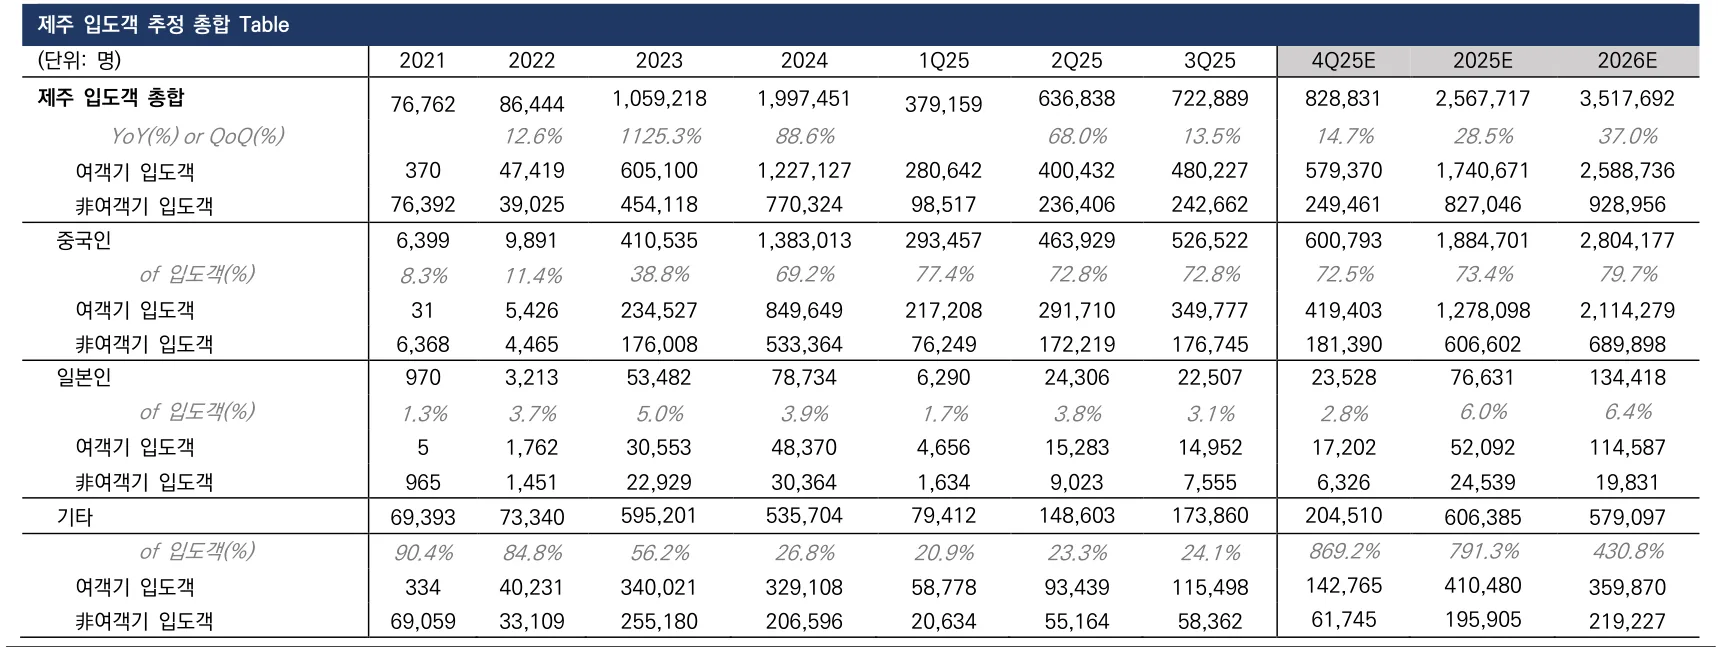 제주 입도객 추정 총합 Table
(단위: 명) 2021 2022 2023 2024 1Q25 2Q25 3Q25 4Q25E 2025E 2026E
제주 입도객 총합 76,762 86,444 1,059,218 1,997,451 379,159 636,838 722,889 828,831 2,567,717 3,517,692
YoY(%) or QoQ(%) 12.6% 1125.3% 88.6% 68.0% 13.5% 14.7% 28.5% 37.0%
여객기 입도객 370 47,419 605,100 1,227,127 280,642 400,432 480,227 579,370 1,740,671 2,588,736
非여객기 입도객 76,392 39,025 454,118 770,324 98,517 236,406 242,662 249,461 827,046 928,956
중국인 6,399 9,891 410,535 1,383,013 293,457 463,929 526,522 600,793 1,884,701 2,804,177
of 입도객(%) 8.3% 11.4% 38.8% 69.2% 77.4% 72.8% 72.8% 72.5% 73.4% 79.7%
여객기 입도객 31 5,426 234,527 849,649 217,208 291,710 349,777 419,403 1,278,098 2,114,279
非여객기 입도객 6,368 4,465 176,008 533,364 76,249 172,219 176,745 181,390 606,602 689,898
일본인 970 3,213 53,482 78,734 6,290 24,306 22,507 23,528 76,631 134,418
of 입도객(%) 1.3% 3.7% 5.0% 3.9% 1.7% 3.8% 3.1% 2.8% 6.0% 6.4%
여객기 입도객 5 1,762 30,553 48,370 4,656 15,283 14,952 17,202 52,092 114,587
非여객기 입도객 965 1,451 22,929 30,364 1,634 9,023 7,555 6,326 24,539 19,831
기타 69,393 73,340 595,201 535,704 79,412 148,603 173,860 204,510 606,385 579,097
of 입도객(%) 90.4% 84.8% 56.2% 26.8% 20.9% 23.3% 24.1% 869.2% 791.3% 430.8%
여객기 입도객 334 40,231 340,021 329,108 58,778 93,439 115,498 142,765 410,480 359,870
非여객기 입도객 69,059 33,109 255,180 206,596 20,634 55,164 58,362 61,745 195,905 219,227